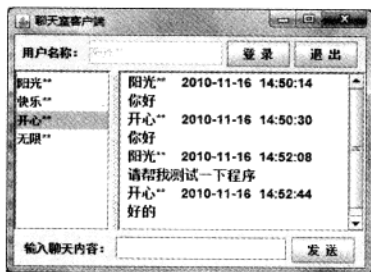 聊天室客户端
用户名称： 登 录 退 出
阳光**
快乐**
开心**
无限**
阳光** 2010-11-16 14:50:14
你好
开心** 2010-11-16 14:50:30
你好
阳光** 2010-11-16 14:52:08
请帮我测试一下程序
开心** 2010-11-16 14:52:44
好的
输入聊天内容： 发 送